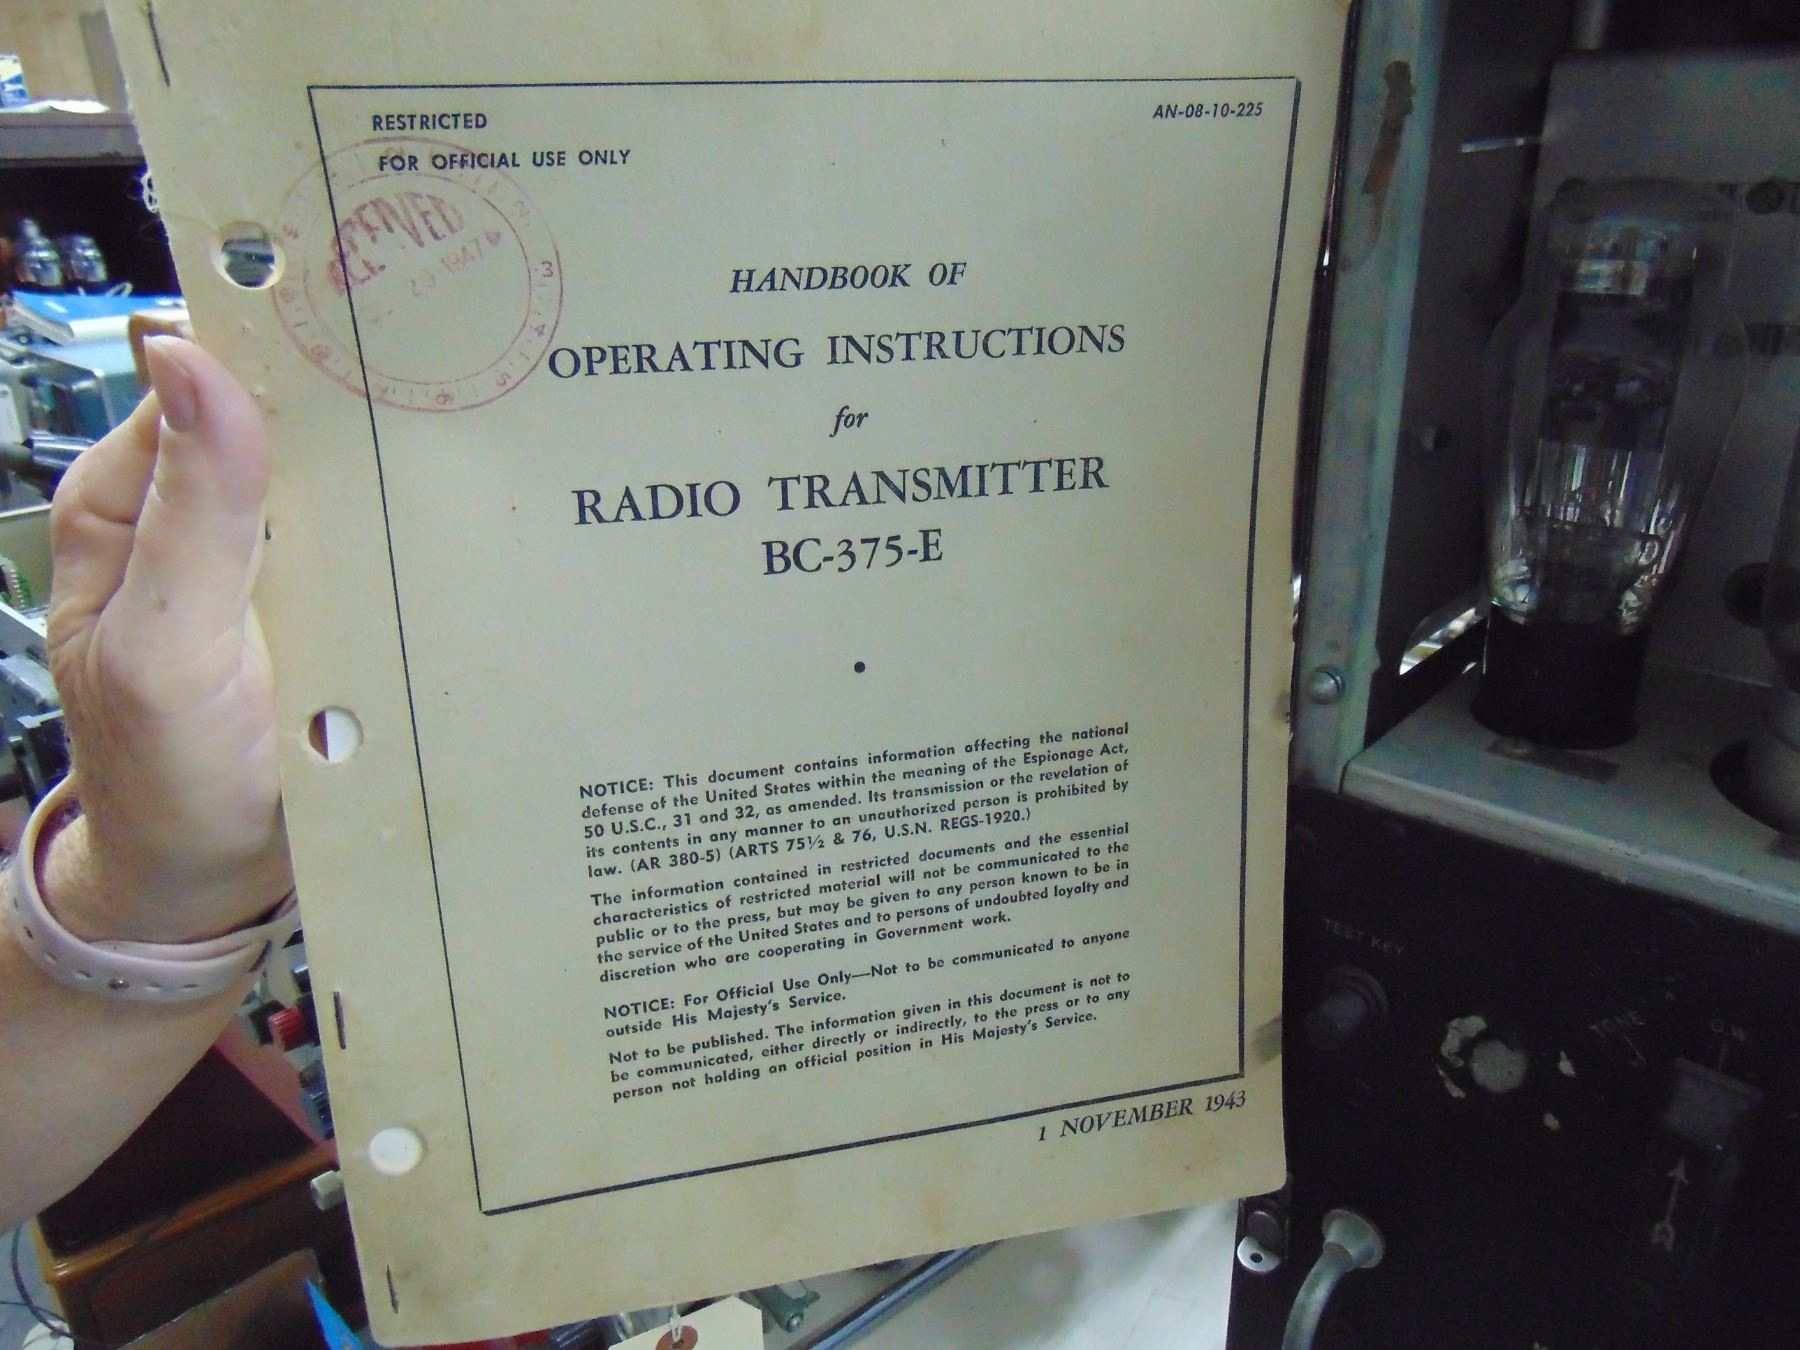 RESTRICTED
AN-08-10-225
FOR OFFICIAL USE ONLY
1947
HANDBOOK OF
OPERATING INSTRUCTIONS
for
RADIO TRANSMITTER
BC-375-E
NOTICE: This document contains information affecting the national
defense of the United States within the meaning of the Espionage Act,
50 U.S.C., 31 and 32, as amended. Its transmission or the revelation of
its contents in any manner to an unauthorized person is prohibited by
law. (AR 380-5) (ARTS 75½ & 76, U.S.N. REGS-1920.)
The information contained in restricted documents and the essential
characteristics of restricted material will not be communicated to the
public or to the press, but may be given to any person known to be in
the service of the United States and to persons of undoubted loyalty and
discretion who are cooperating in Government work.
NOTICE: For Official Use Only—Not to be communicated to anyone
outside His Majesty's Service.
Not to be published. The information given in this document is not to
be communicated, either directly or indirectly, to the press or to any
person not holding an official position in His Majesty's Service.
1 NOVEMBER 1943
TEST KEY
TONE
C.W.